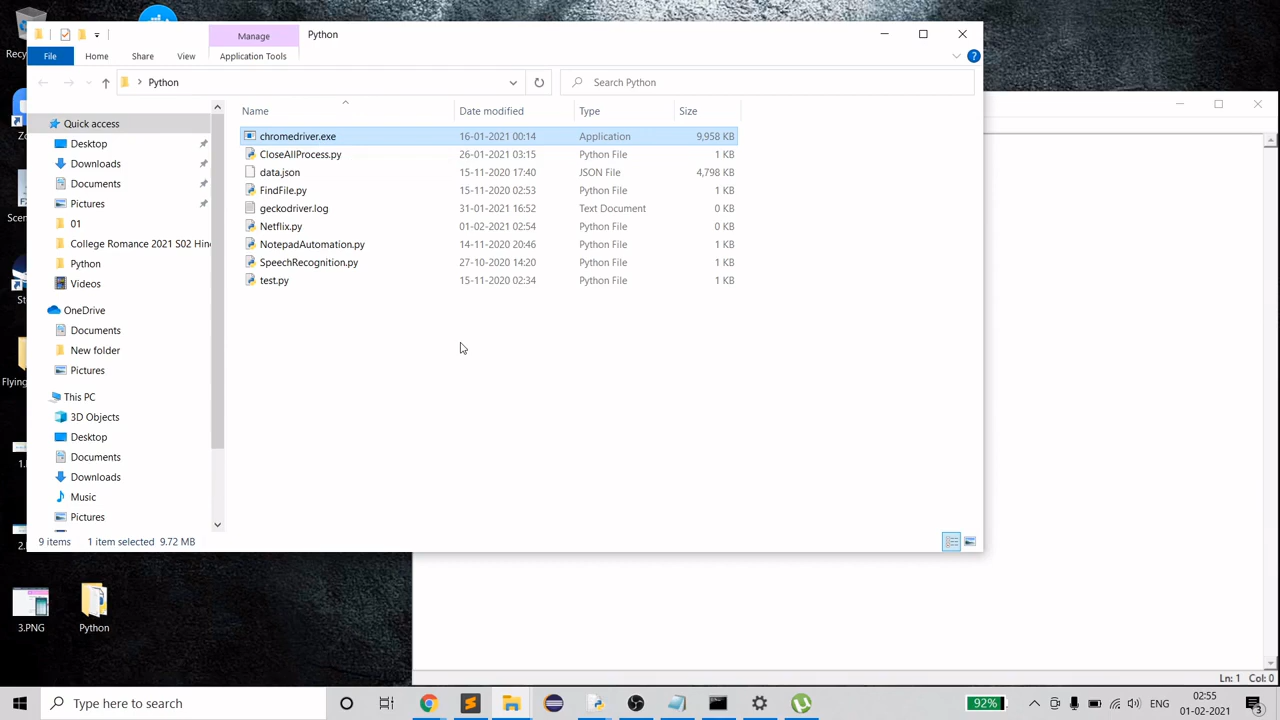 Manage
Python
File
Home
Share
View
Application Tools
Python
Search Python
Name
Date modified
Type
Size
Quick access
Desktop
Downloads
Documents
Pictures
01
College Romance 2021 S02 Hin
Python
Videos
OneDrive
Documents
New folder
Pictures
This PC
3D Objects
Desktop
Documents
Downloads
Music
Pictures
chromedriver.exe 16-01-2021 00:14 Application 9,958 KB
CloseAllProcess.py 26-01-2021 03:15 Python File 1 KB
data.json 15-11-2020 17:40 JSON File 4,798 KB
FindFile.py 15-11-2020 02:53 Python File 1 KB
geckodriver.log 31-01-2021 16:52 Text Document 0 KB
Netflix.py 01-02-2021 02:54 Python File 0 KB
NotepadAutomation.py 14-11-2020 20:46 Python File 1 KB
SpeechRecognition.py 27-10-2020 14:20 Python File 1 KB
test.py 15-11-2020 02:34 Python File 1 KB
9 items 1 item selected 9.72 MB
Recy
Zo
Scen
St
Flying
1.
2.
3.PNG
Python
Ln: 1 Col: 0
Type here to search
92%
ENG
02:55
01-02-2021
3